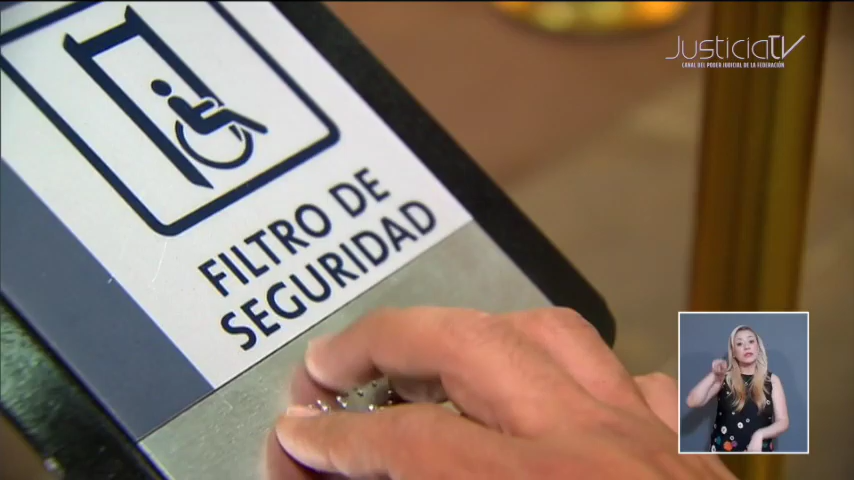 JUSTICIATV
CANAL DEL PODER JUDICIAL DE LA FEDERACIÓN
FILTRO DE
SEGURIDAD